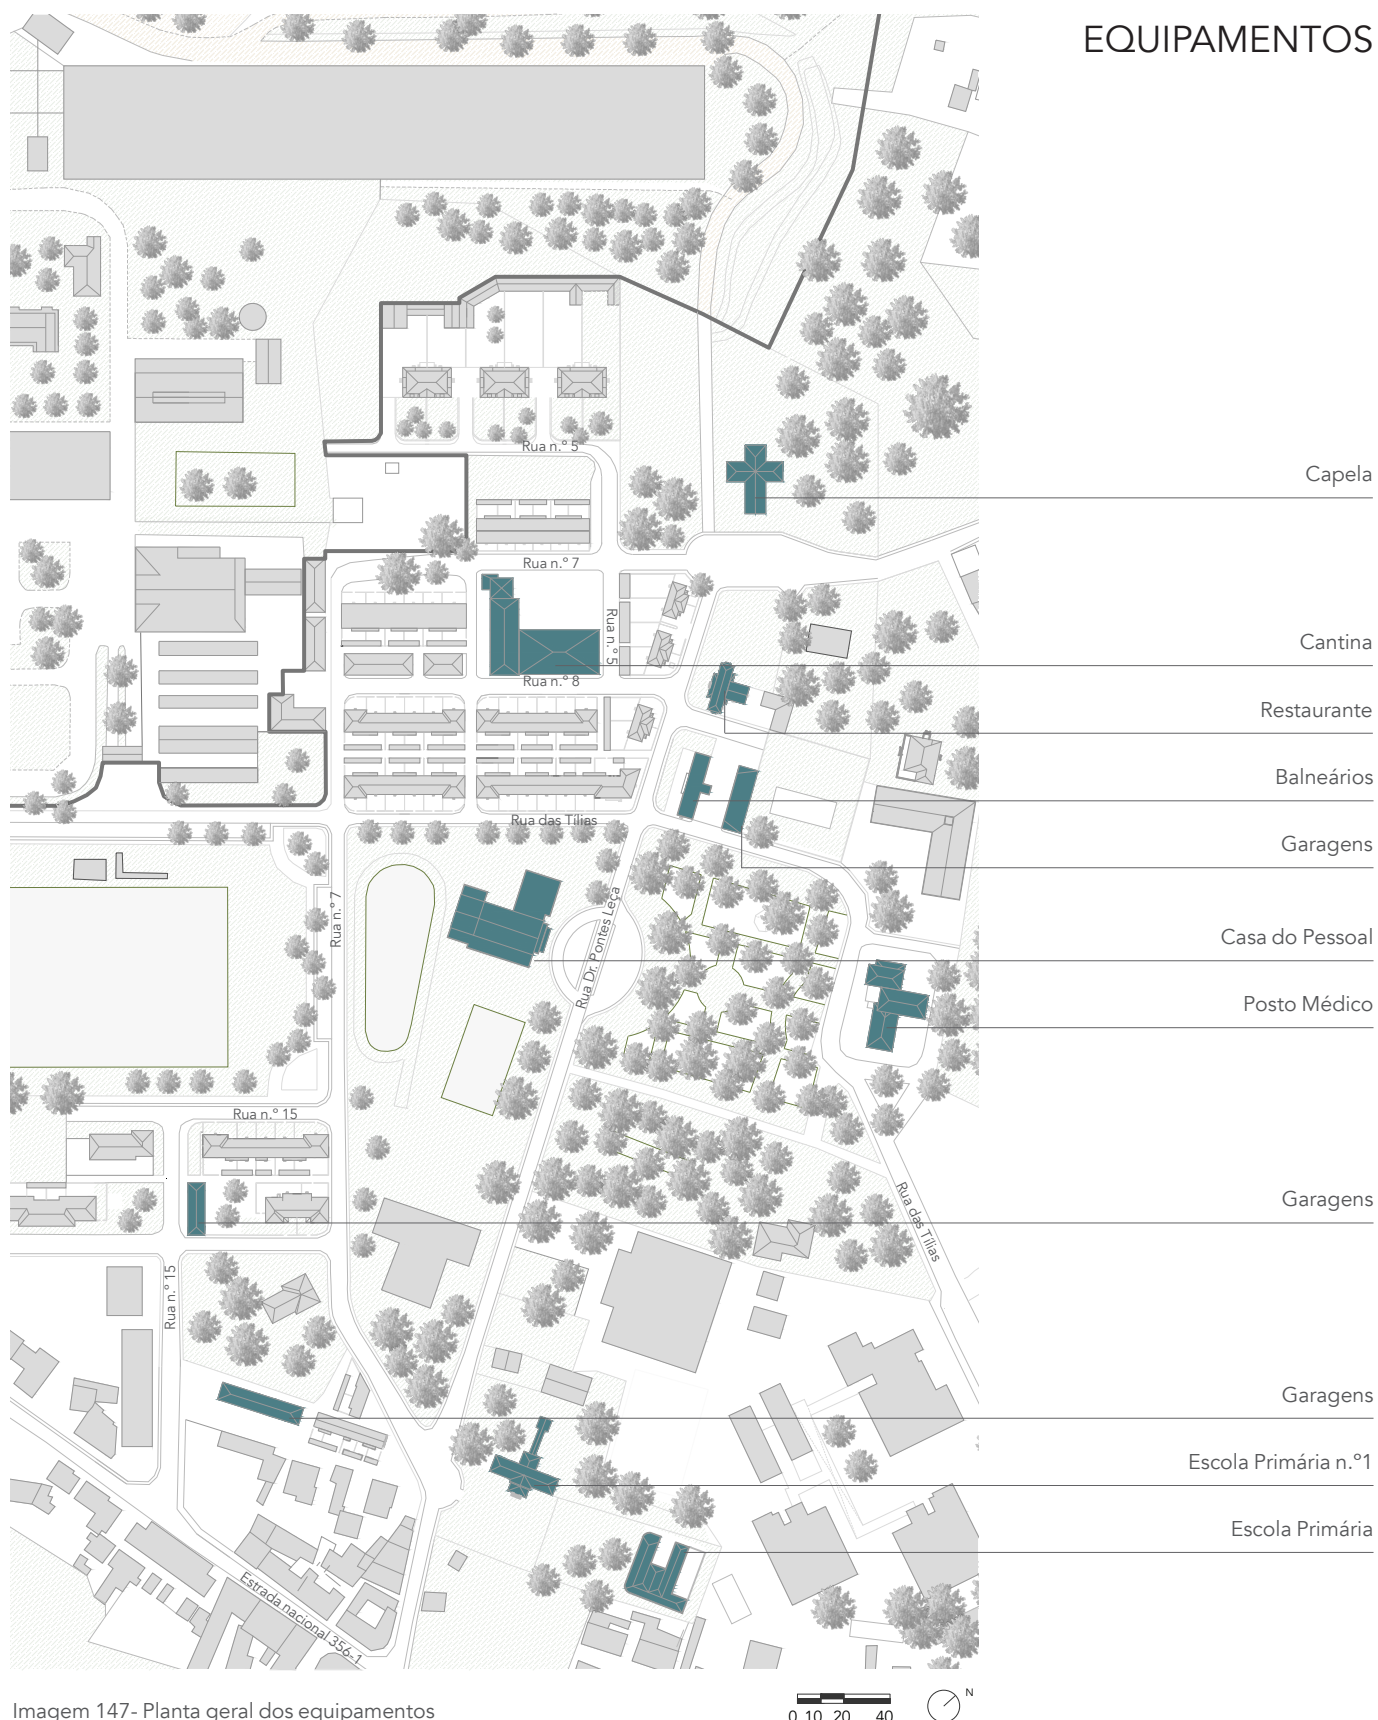 EQUIPAMENTOS
Rua n.º 5
Capela
Rua n.º 7
Rua n.º 5
Cantina
Rua n.º 8
Restaurante
Balneários
Rua das Tílias
Garagens
Rua n.º 7
Rua Dr. Pontes Leça
Casa do Pessoal
Posto Médico
Rua n.º 15
Garagens
Rua das Tílias
Rua n.º 15
Garagens
Escola Primária n.º1
Escola Primária
Estrada nacional 356-1
Imagem 147- Planta geral dos equipamentos
0 10 20 40
N